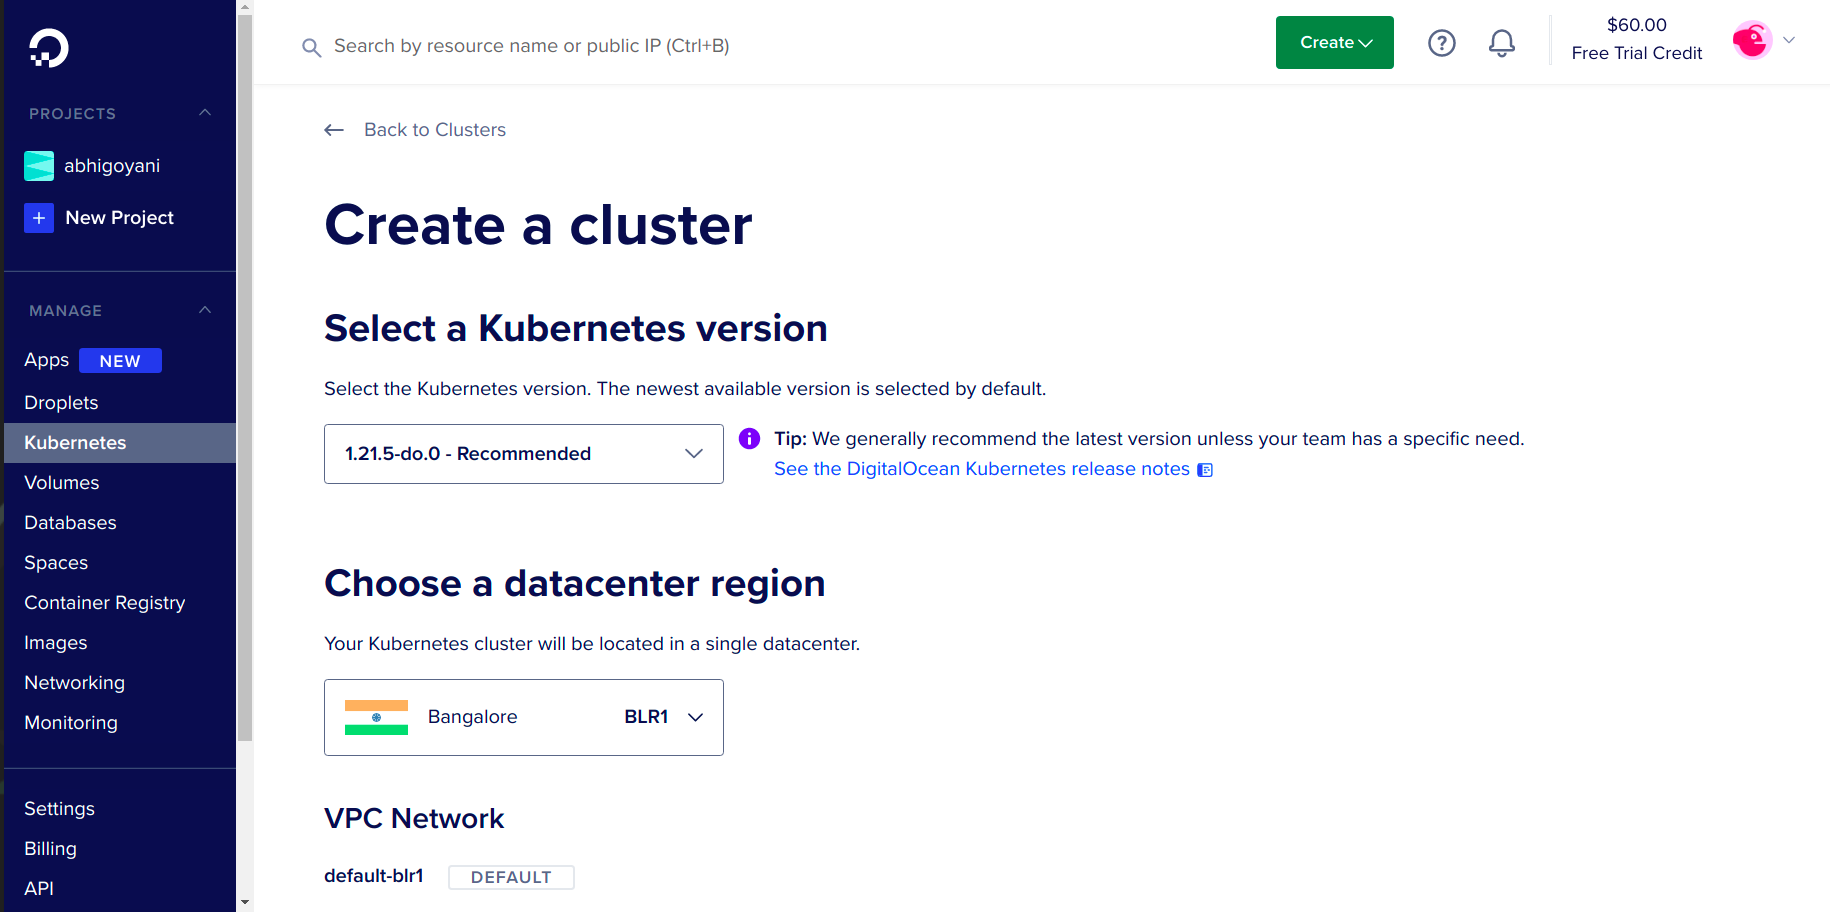 Search by resource name or public IP (Ctrl+B)
Create
?
$60.00
Free Trial Credit
PROJECTS
abhigoyani
+ New Project
MANAGE
Apps NEW
Droplets
Kubernetes
Volumes
Databases
Spaces
Container Registry
Images
Networking
Monitoring
Settings
Billing
API
Back to Clusters
Create a cluster
Select a Kubernetes version
Select the Kubernetes version. The newest available version is selected by default.
1.21.5-do.0 - Recommended
Tip: We generally recommend the latest version unless your team has a specific need.
See the DigitalOcean Kubernetes release notes
Choose a datacenter region
Your Kubernetes cluster will be located in a single datacenter.
Bangalore BLR1
VPC Network
default-blr1 DEFAULT